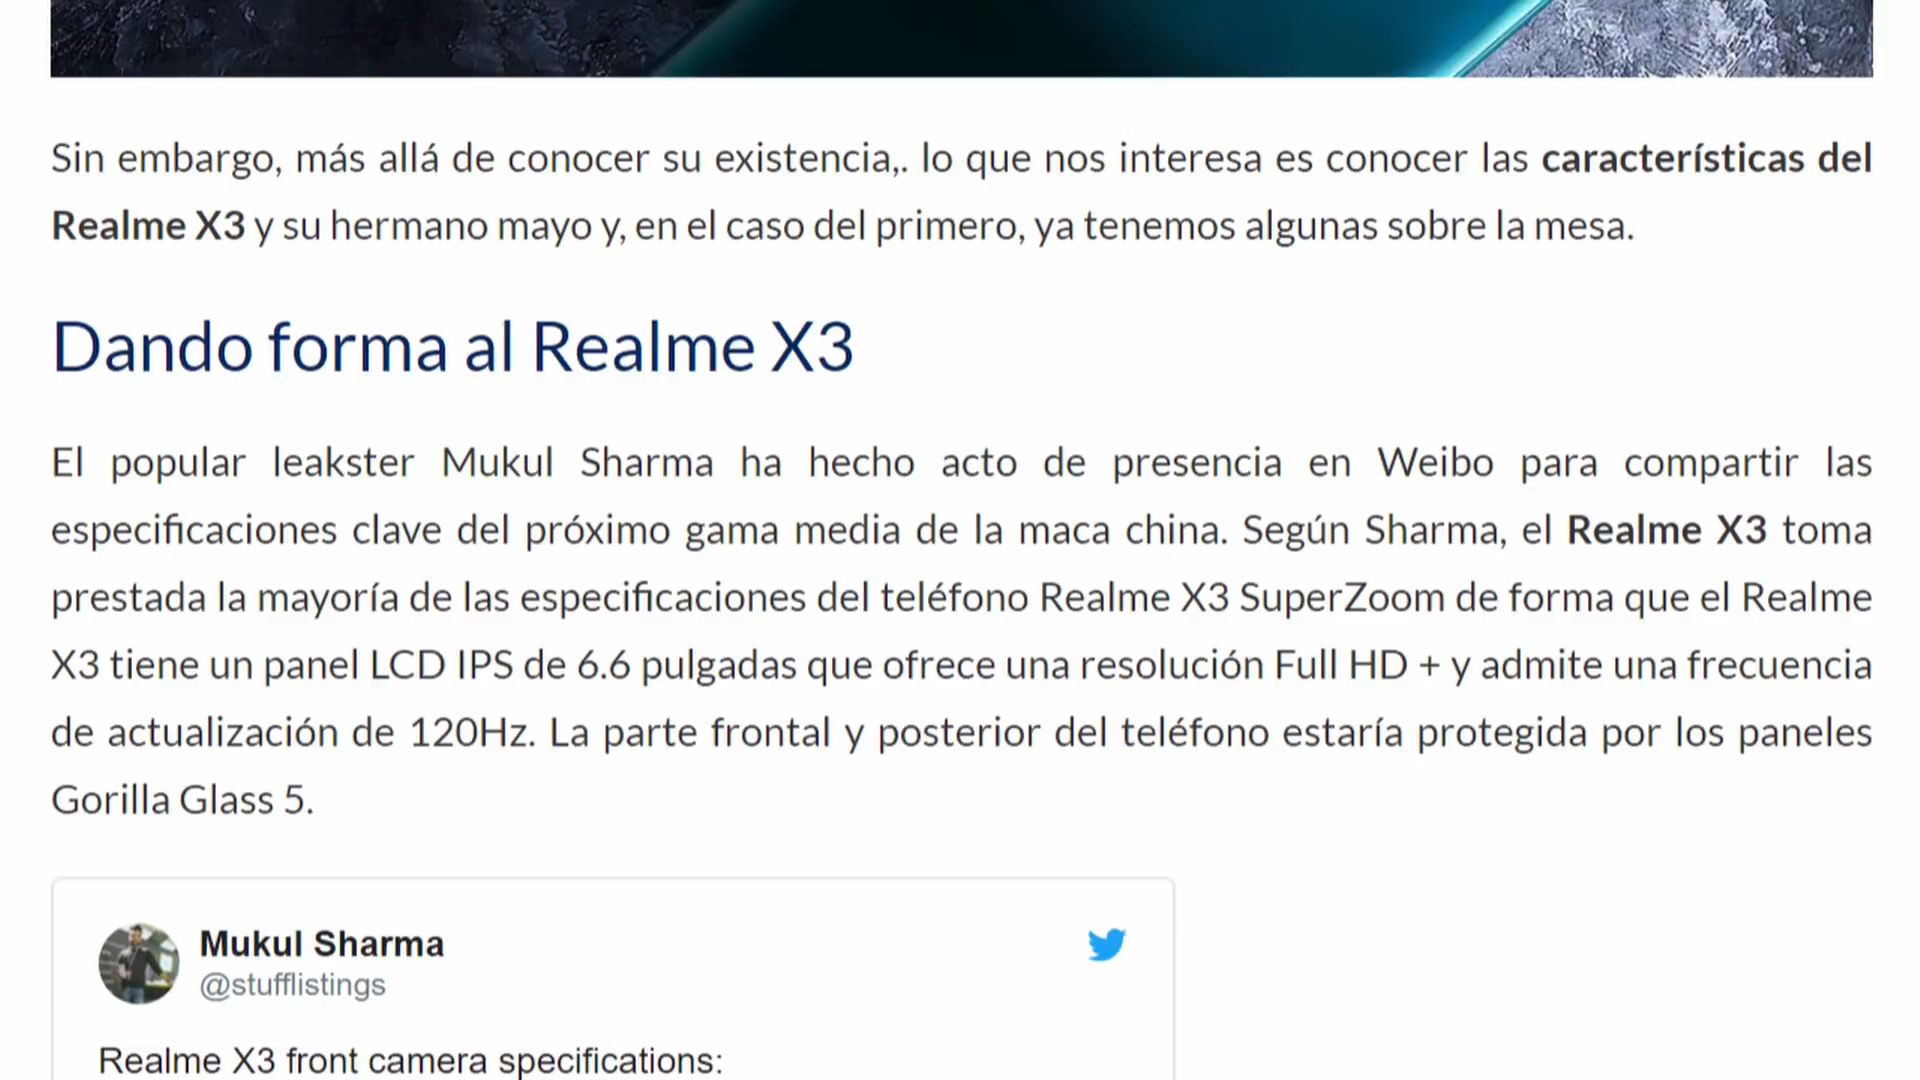 Sin embargo, más allá de conocer su existencia,. lo que nos interesa es conocer las características del
Realme X3 y su hermano mayo y, en el caso del primero, ya tenemos algunas sobre la mesa.
Dando forma al Realme X3
El popular leakster Mukul Sharma ha hecho acto de presencia en Weibo para compartir las
especificaciones clave del próximo gama media de la maca china. Según Sharma, el Realme X3 toma
prestada la mayoría de las especificaciones del teléfono Realme X3 SuperZoom de forma que el Realme
X3 tiene un panel LCD IPS de 6.6 pulgadas que ofrece una resolución Full HD + y admite una frecuencia
de actualización de 120Hz. La parte frontal y posterior del teléfono estaría protegida por los paneles
Gorilla Glass 5.
Mukul Sharma
@stufflistings
Realme X3 front camera specifications: